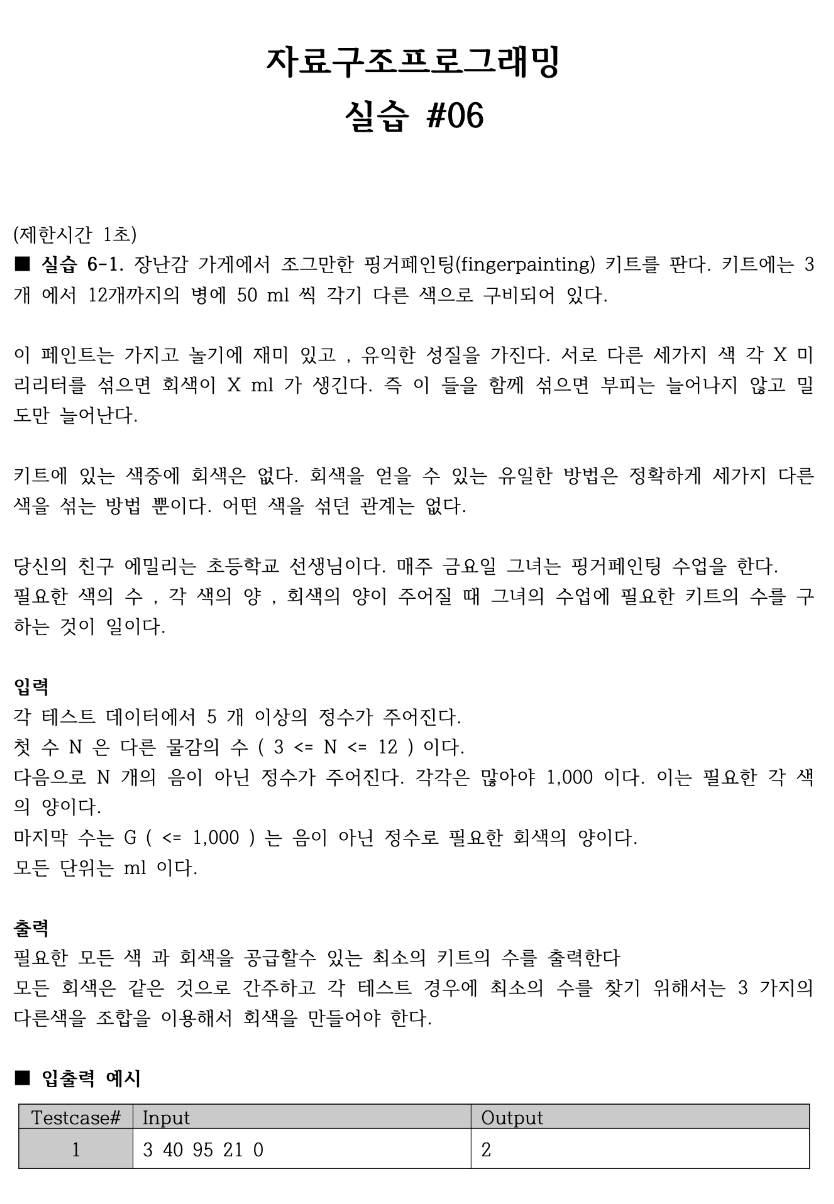 자료구조프로그래밍
실습 #06
(제한시간 1초)
■ 실습 6-1. 장난감 가게에서 조그만한 핑거페인팅(fingerpainting) 키트를 판다. 키트에는 3
개 에서 12개까지의 병에 50 ml 씩 각기 다른 색으로 구비되어 있다.
이 페인트는 가지고 놀기에 재미 있고 , 유익한 성질을 가진다. 서로 다른 세가지 색 각 X 미
리리터를 섞으면 회색이 X ml 가 생긴다. 즉 이 들을 함께 섞으면 부피는 늘어나지 않고 밀
도만 늘어난다.
키트에 있는 색중에 회색은 없다. 회색을 얻을 수 있는 유일한 방법은 정확하게 세가지 다른
색을 섞는 방법 뿐이다. 어떤 색을 섞던 관계는 없다.
당신의 친구 에밀리는 초등학교 선생님이다. 매주 금요일 그녀는 핑거페인팅 수업을 한다.
필요한 색의 수 , 각 색의 양 , 회색의 양이 주어질 때 그녀의 수업에 필요한 키트의 수를 구
하는 것이 일이다.
입력
각 테스트 데이터에서 5 개 이상의 정수가 주어진다.
첫 수 N 은 다른 물감의 수 ( 3 <= N <= 12 ) 이다.
다음으로 N 개의 음이 아닌 정수가 주어진다. 각각은 많아야 1,000 이다. 이는 필요한 각 색
의 양이다.
마지막 수는 G ( <= 1,000 ) 는 음이 아닌 정수로 필요한 회색의 양이다.
모든 단위는 ml 이다.
출력
필요한 모든 색 과 회색을 공급할수 있는 최소의 키트의 수를 출력한다
모든 회색은 같은 것으로 간주하고 각 테스트 경우에 최소의 수를 찾기 위해서는 3 가지의
다른색을 조합을 이용해서 회색을 만들어야 한다.
■ 입출력 예시
Testcase# Input Output
1 3 40 95 21 0 2